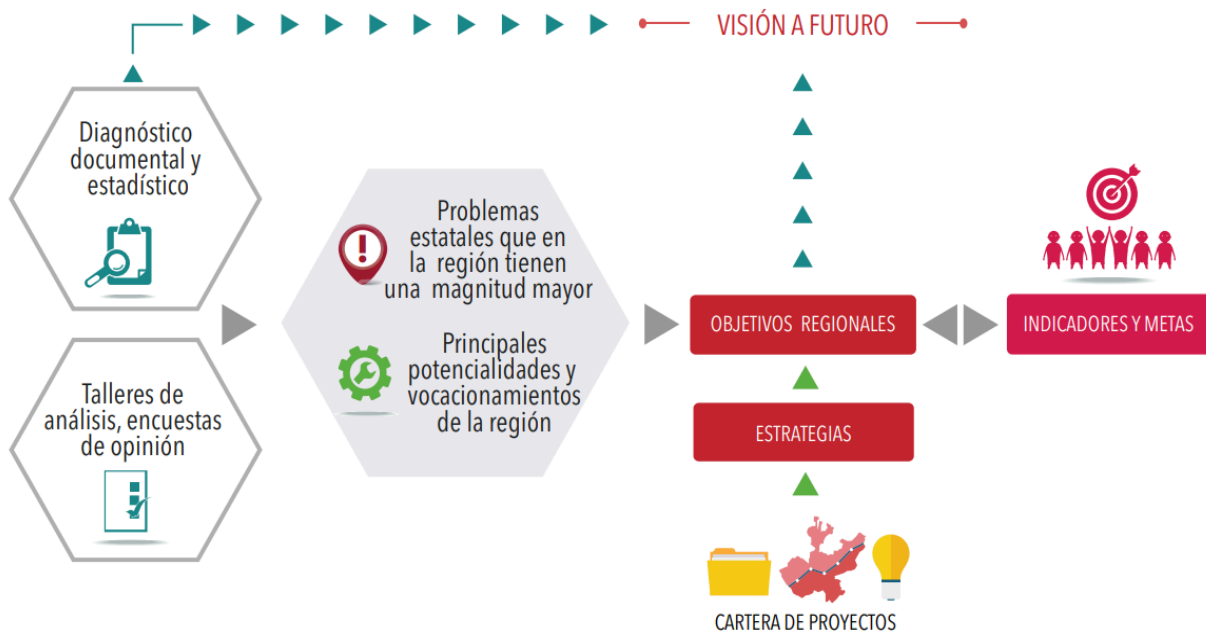 VISIÓN A FUTURO
Diagnóstico
documental y
estadístico
Talleres de
análisis, encuestas
de opinión
Problemas
estatales que en
la región tienen
una magnitud mayor
Principales
potencialidades y
vocacionamientos
de la región
OBJETIVOS REGIONALES
INDICADORES Y METAS
ESTRATEGIAS
CARTERA DE PROYECTOS